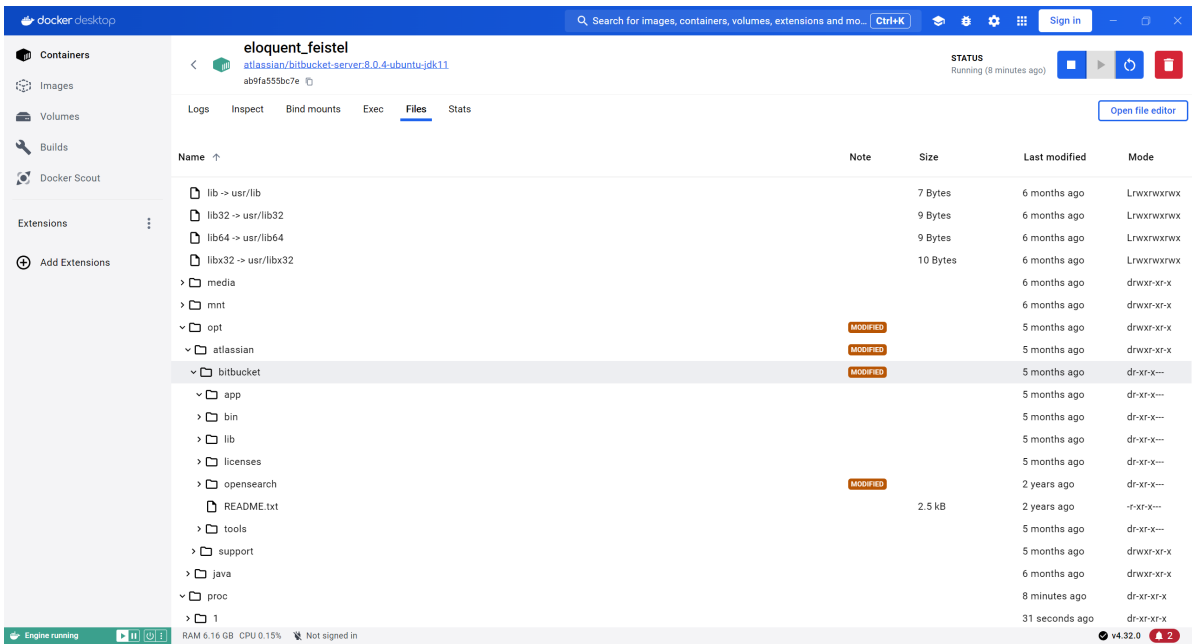 docker desktop Search for images, containers, volumes, extensions and mo... Ctrl+K Sign in
Containers
Images
Volumes
Builds
Docker Scout
Extensions
Add Extensions
eloquent_feistel
atlassian/bitbucket-server:8.0.4-ubuntu-jdk11
ab9fa555bc7e
STATUS
Running (8 minutes ago)
Logs Inspect Bind mounts Exec Files Stats
Open file editor
Name Note Size Last modified Mode
lib -> usr/lib 7 Bytes 6 months ago Lrwxrwxrwx
lib32 -> usr/lib32 9 Bytes 6 months ago Lrwxrwxrwx
lib64 -> usr/lib64 9 Bytes 6 months ago Lrwxrwxrwx
libx32 -> usr/libx32 10 Bytes 6 months ago Lrwxrwxrwx
media 6 months ago drwxr-xr-x
mnt 6 months ago drwxr-xr-x
opt MODIFIED 5 months ago drwxr-xr-x
atlassian MODIFIED 5 months ago drwxr-xr-x
bitbucket MODIFIED 5 months ago dr-xr-x---
app 5 months ago dr-xr-x---
bin 5 months ago dr-xr-x---
lib 5 months ago dr-xr-x---
licenses 5 months ago dr-xr-x---
opensearch MODIFIED 2 years ago dr-xr-x---
README.txt 2.5 kB 2 years ago -r-xr-x---
tools 5 months ago dr-xr-x---
support 5 months ago drwxr-xr-x
java 6 months ago drwxr-xr-x
proc 8 minutes ago dr-xr-xr-x
1 31 seconds ago dr-xr-xr-x
Engine running RAM 6.16 GB CPU 0.15% Not signed in v4.32.0 2